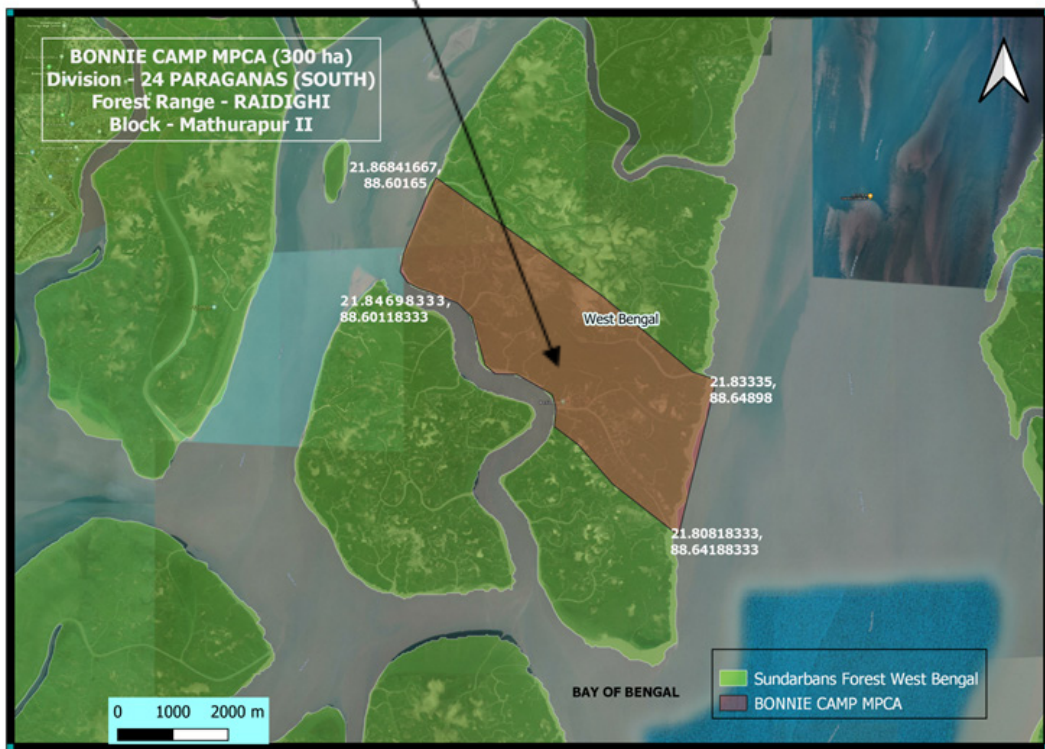 BONNIE CAMP MPCA (300 ha)
Division - 24 PARAGANAS (SOUTH)
Forest Range - RAIDIGHI
Block - Mathurapur II
21.86841667,
88.60165
21.84698333,
88.60118333
West Bengal
21.83335,
88.64898
21.80818333,
88.64188333
BAY OF BENGAL
Sundarbans Forest West Bengal
BONNIE CAMP MPCA
0 1000 2000 m